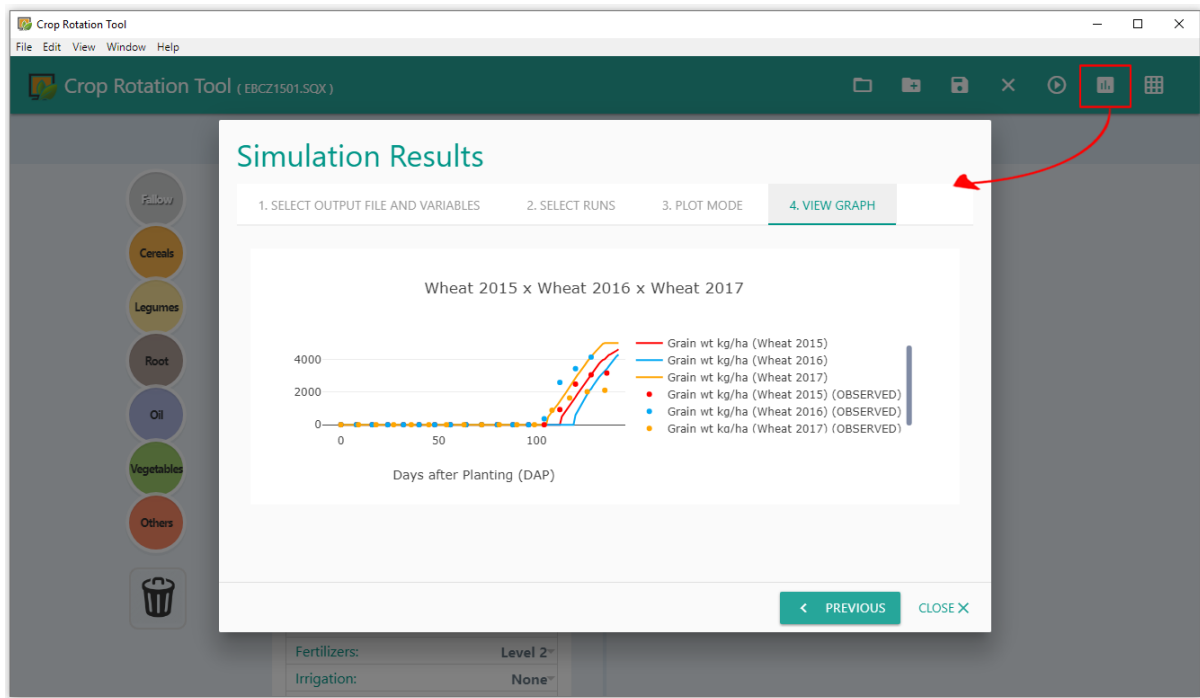 Crop Rotation Tool
File Edit View Window Help
Crop Rotation Tool ( EBCZ1501.SQX )
Simulation Results
1. SELECT OUTPUT FILE AND VARIABLES 2. SELECT RUNS 3. PLOT MODE 4. VIEW GRAPH
Fallow
Cereals
Legumes
Root
Oil
Vegetables
Others
Wheat 2015 x Wheat 2016 x Wheat 2017
4000
2000
0
0 50 100
Days after Planting (DAP)
Grain wt kg/ha (Wheat 2015)
Grain wt kg/ha (Wheat 2016)
Grain wt kg/ha (Wheat 2017)
Grain wt kg/ha (Wheat 2015) (OBSERVED)
Grain wt kg/ha (Wheat 2016) (OBSERVED)
Grain wt kg/ha (Wheat 2017) (OBSERVED)
PREVIOUS CLOSE
Fertilizers: Level 2
Irrigation: None